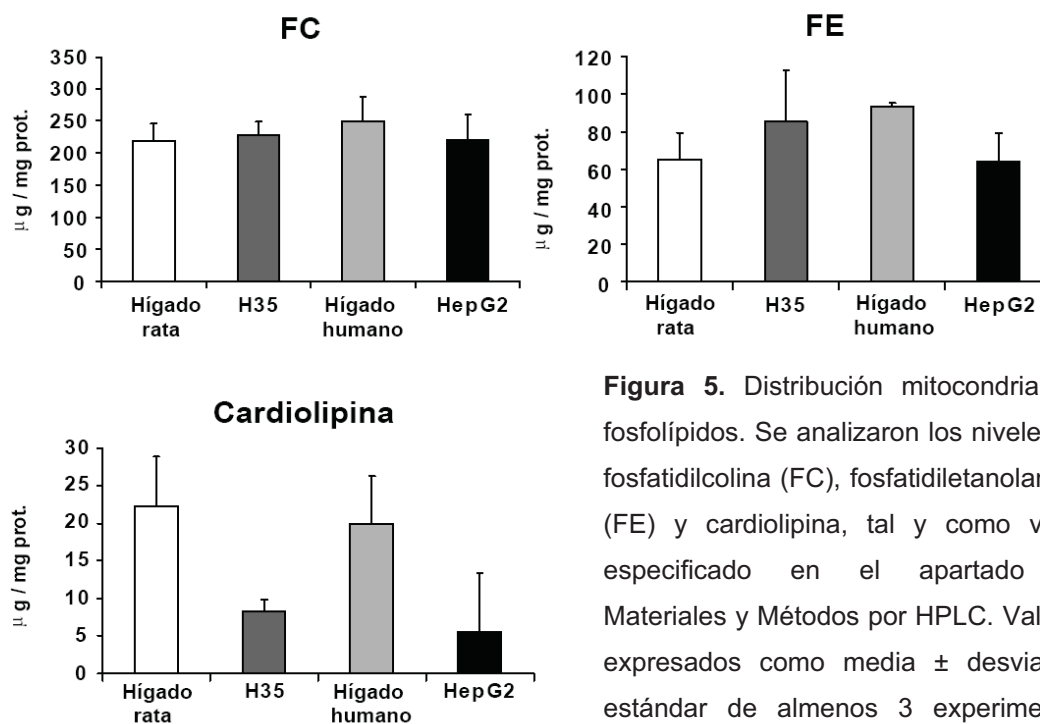 FC
350
300
250
200
150
100
50
0
μg / mg prot.
Hígado rata
H35
Hígado humano
HepG2
FE
120
100
80
60
40
20
0
μg / mg prot.
Hígado rata
H35
Hígado humano
HepG2
Cardiolipina
30
25
20
15
10
5
0
μg / mg prot.
Hígado rata
H35
Hígado humano
HepG2
Figura 5. Distribución mitocondria
fosfolípidos. Se analizaron los nivele
fosfatidilcolina (FC), fosfatidiletanolar
(FE) y cardiolipina, tal y como v
especificado en el apartado
Materiales y Métodos por HPLC. Val
expresados como media ± desvia
estándar de almenos 3 experime